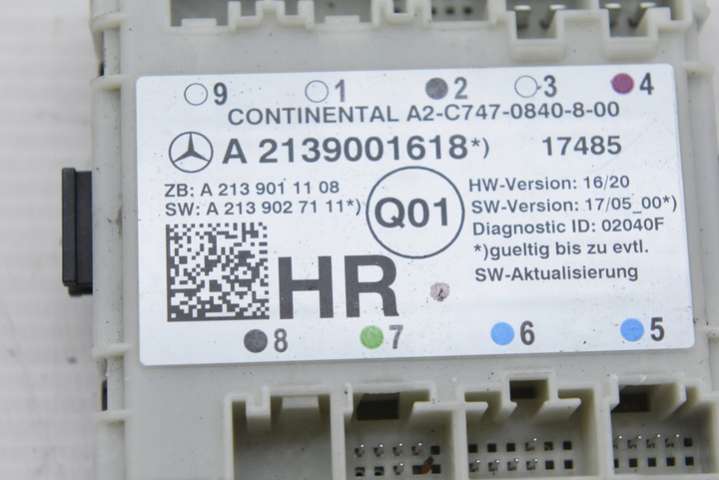 9 1 2 3 4
CONTINENTAL A2-C747-0840-8-00
A 2139001618*) 17485
ZB: A 213 901 11 08
SW: A 213 902 71 11*)
Q01
HW-Version: 16/20
SW-Version: 17/05_00*)
Diagnostic ID: 02040F
*)gueltig bis zu evtl.
SW-Aktualisierung
HR
8 7 6 5